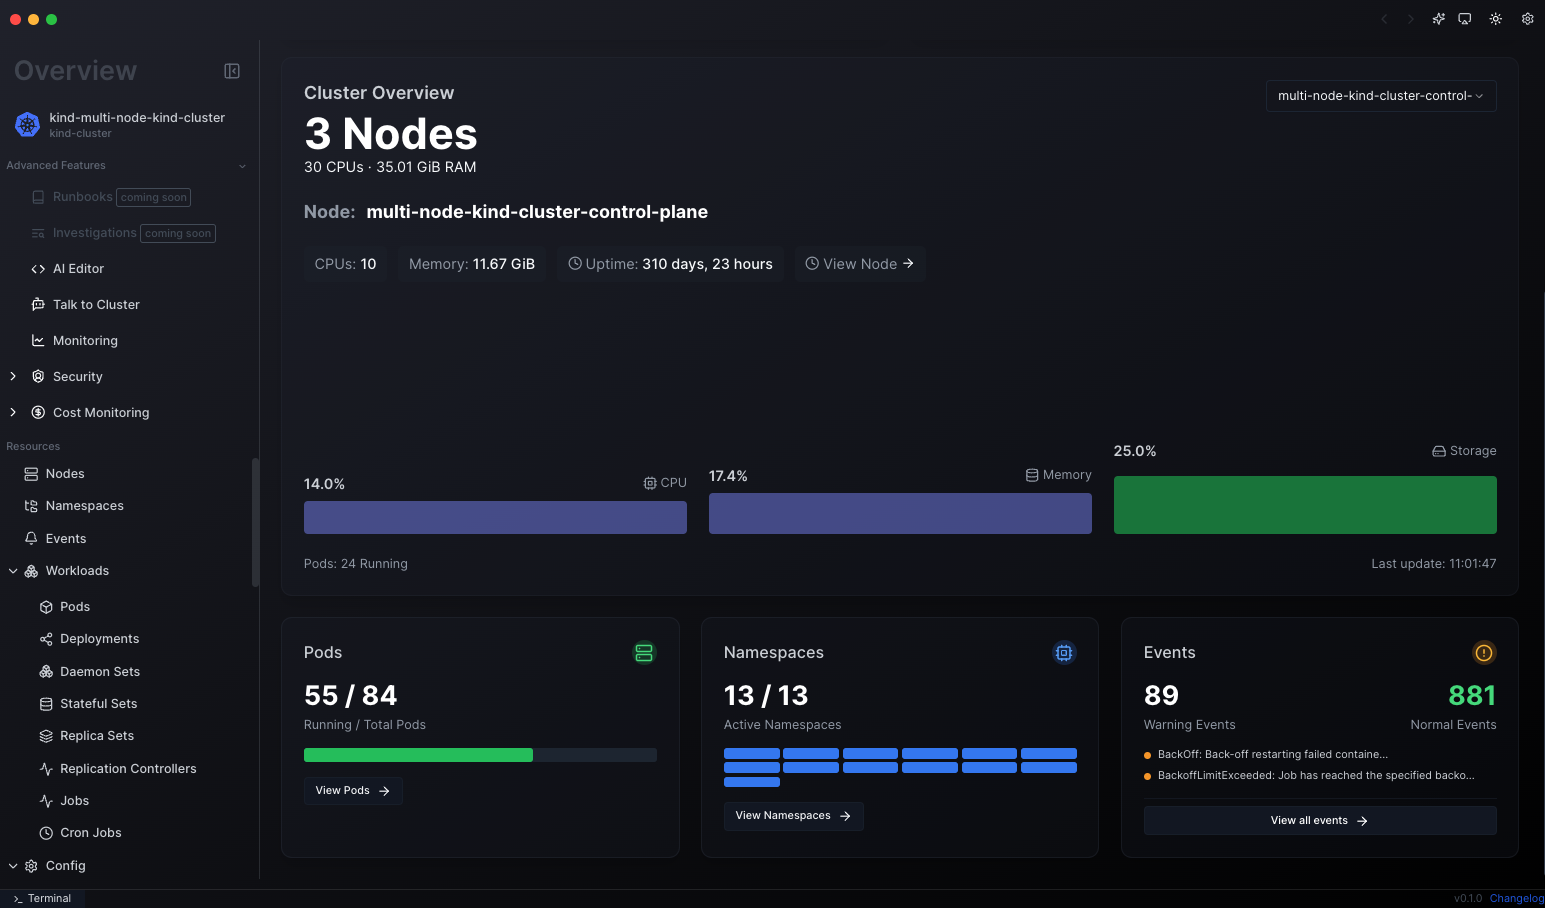 Overview
kind-multi-node-kind-cluster
kind-cluster
Advanced Features
Runbooks coming soon
Investigations coming soon
AI Editor
Talk to Cluster
Monitoring
Security
Cost Monitoring
Resources
Nodes
Namespaces
Events
Workloads
Pods
Deployments
Daemon Sets
Stateful Sets
Replica Sets
Replication Controllers
Jobs
Cron Jobs
Config
Cluster Overview
multi-node-kind-cluster-control-
3 Nodes
30 CPUs · 35.01 GiB RAM
Node: multi-node-kind-cluster-control-plane
CPUs: 10 Memory: 11.67 GiB Uptime: 310 days, 23 hours View Node →
14.0% CPU
17.4% Memory
25.0% Storage
Pods: 24 Running
Last update: 11:01:47
Pods
55 / 84
Running / Total Pods
View Pods →
Namespaces
13 / 13
Active Namespaces
View Namespaces →
Events
89 881
Warning Events Normal Events
BackOff: Back-off restarting failed containe...
BackoffLimitExceeded: Job has reached the specified backo...
View all events →
>_ Terminal
v0.1.0 Changelog